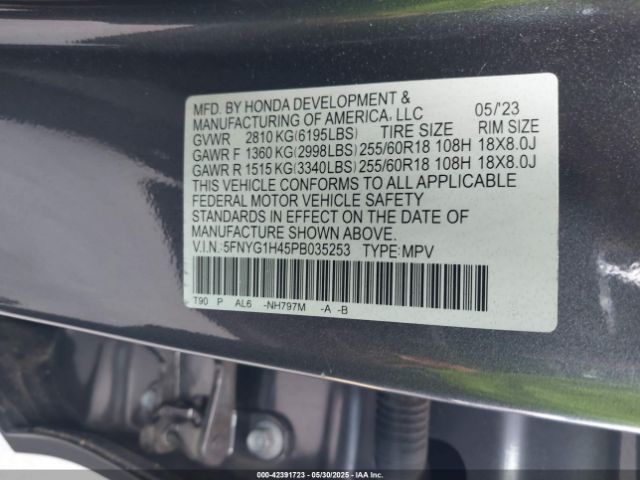 MFD. BY HONDA DEVELOPMENT & 05/'23
MANUFACTURING OF AMERICA, LLC
GVWR 2810 KG(6195LBS) TIRE SIZE RIM SIZE
GAWR F 1360 KG(2998LBS) 255/60R18 108H 18X8.0J
GAWR R 1515 KG(3340LBS) 255/60R18 108H 18X8.0J
THIS VEHICLE CONFORMS TO ALL APPLICABLE
FEDERAL MOTOR VEHICLE SAFETY
STANDARDS IN EFFECT ON THE DATE OF
MANUFACTURE SHOWN ABOVE.
V.I.N.:5FNYG1H45PB035253 TYPE:MPV
T90 P AL6 -NH797M -A -B
000-42391723 - 05/30/2025 - IAAI.com